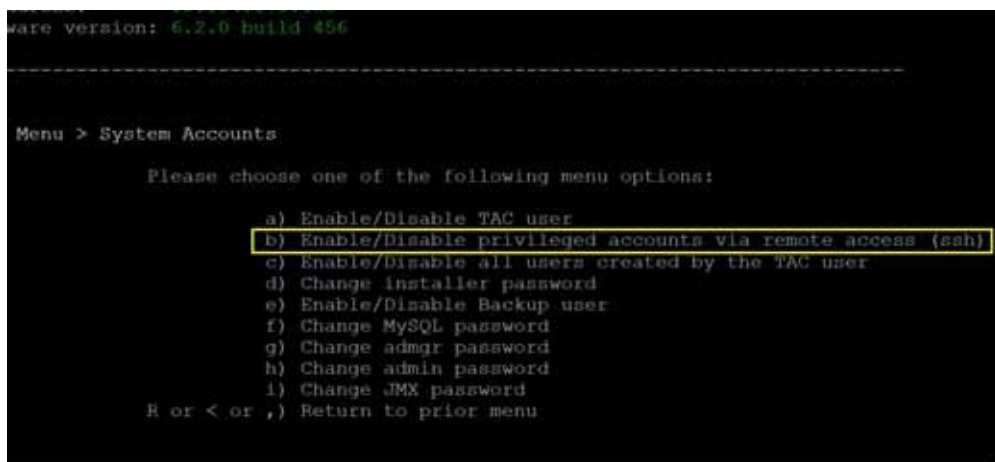 ware version: 6.2.0 build 456
Menu > System Accounts
Please choose one of the following menu options:
a) Enable/Disable TAC user
b) Enable/Disable privileged accounts via remote access (ssh)
c) Enable/Disable all users created by the TAC user
d) Change installer password
e) Enable/Disable Backup user
f) Change MySQL password
g) Change admgr password
h) Change admin password
i) Change JMX password
R or < or ,) Return to prior menu